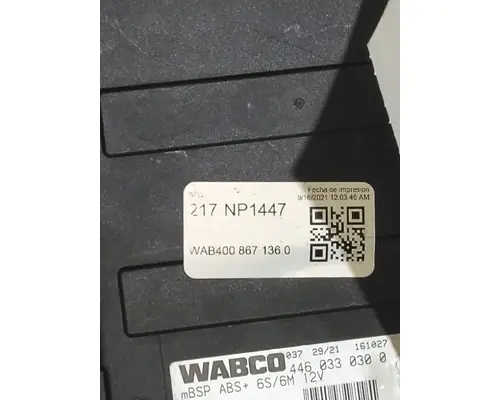 Fecha de impresion
9/16/2021 12:03:46 AM
217 NP1447
WAB400 867 136 0
WABCO 037 29/21 161027
446 033 030 0
mBSP ABS+ 6S/6M 12V